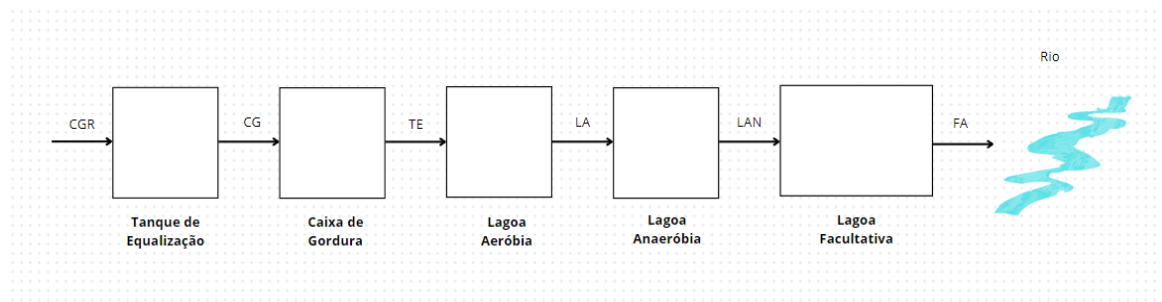 Rio
CGR
CG
TE
LA
LAN
FA
Tanque de
Equalização
Caixa de
Gordura
Lagoa
Aeróbia
Lagoa
Anaeróbia
Lagoa
Facultativa